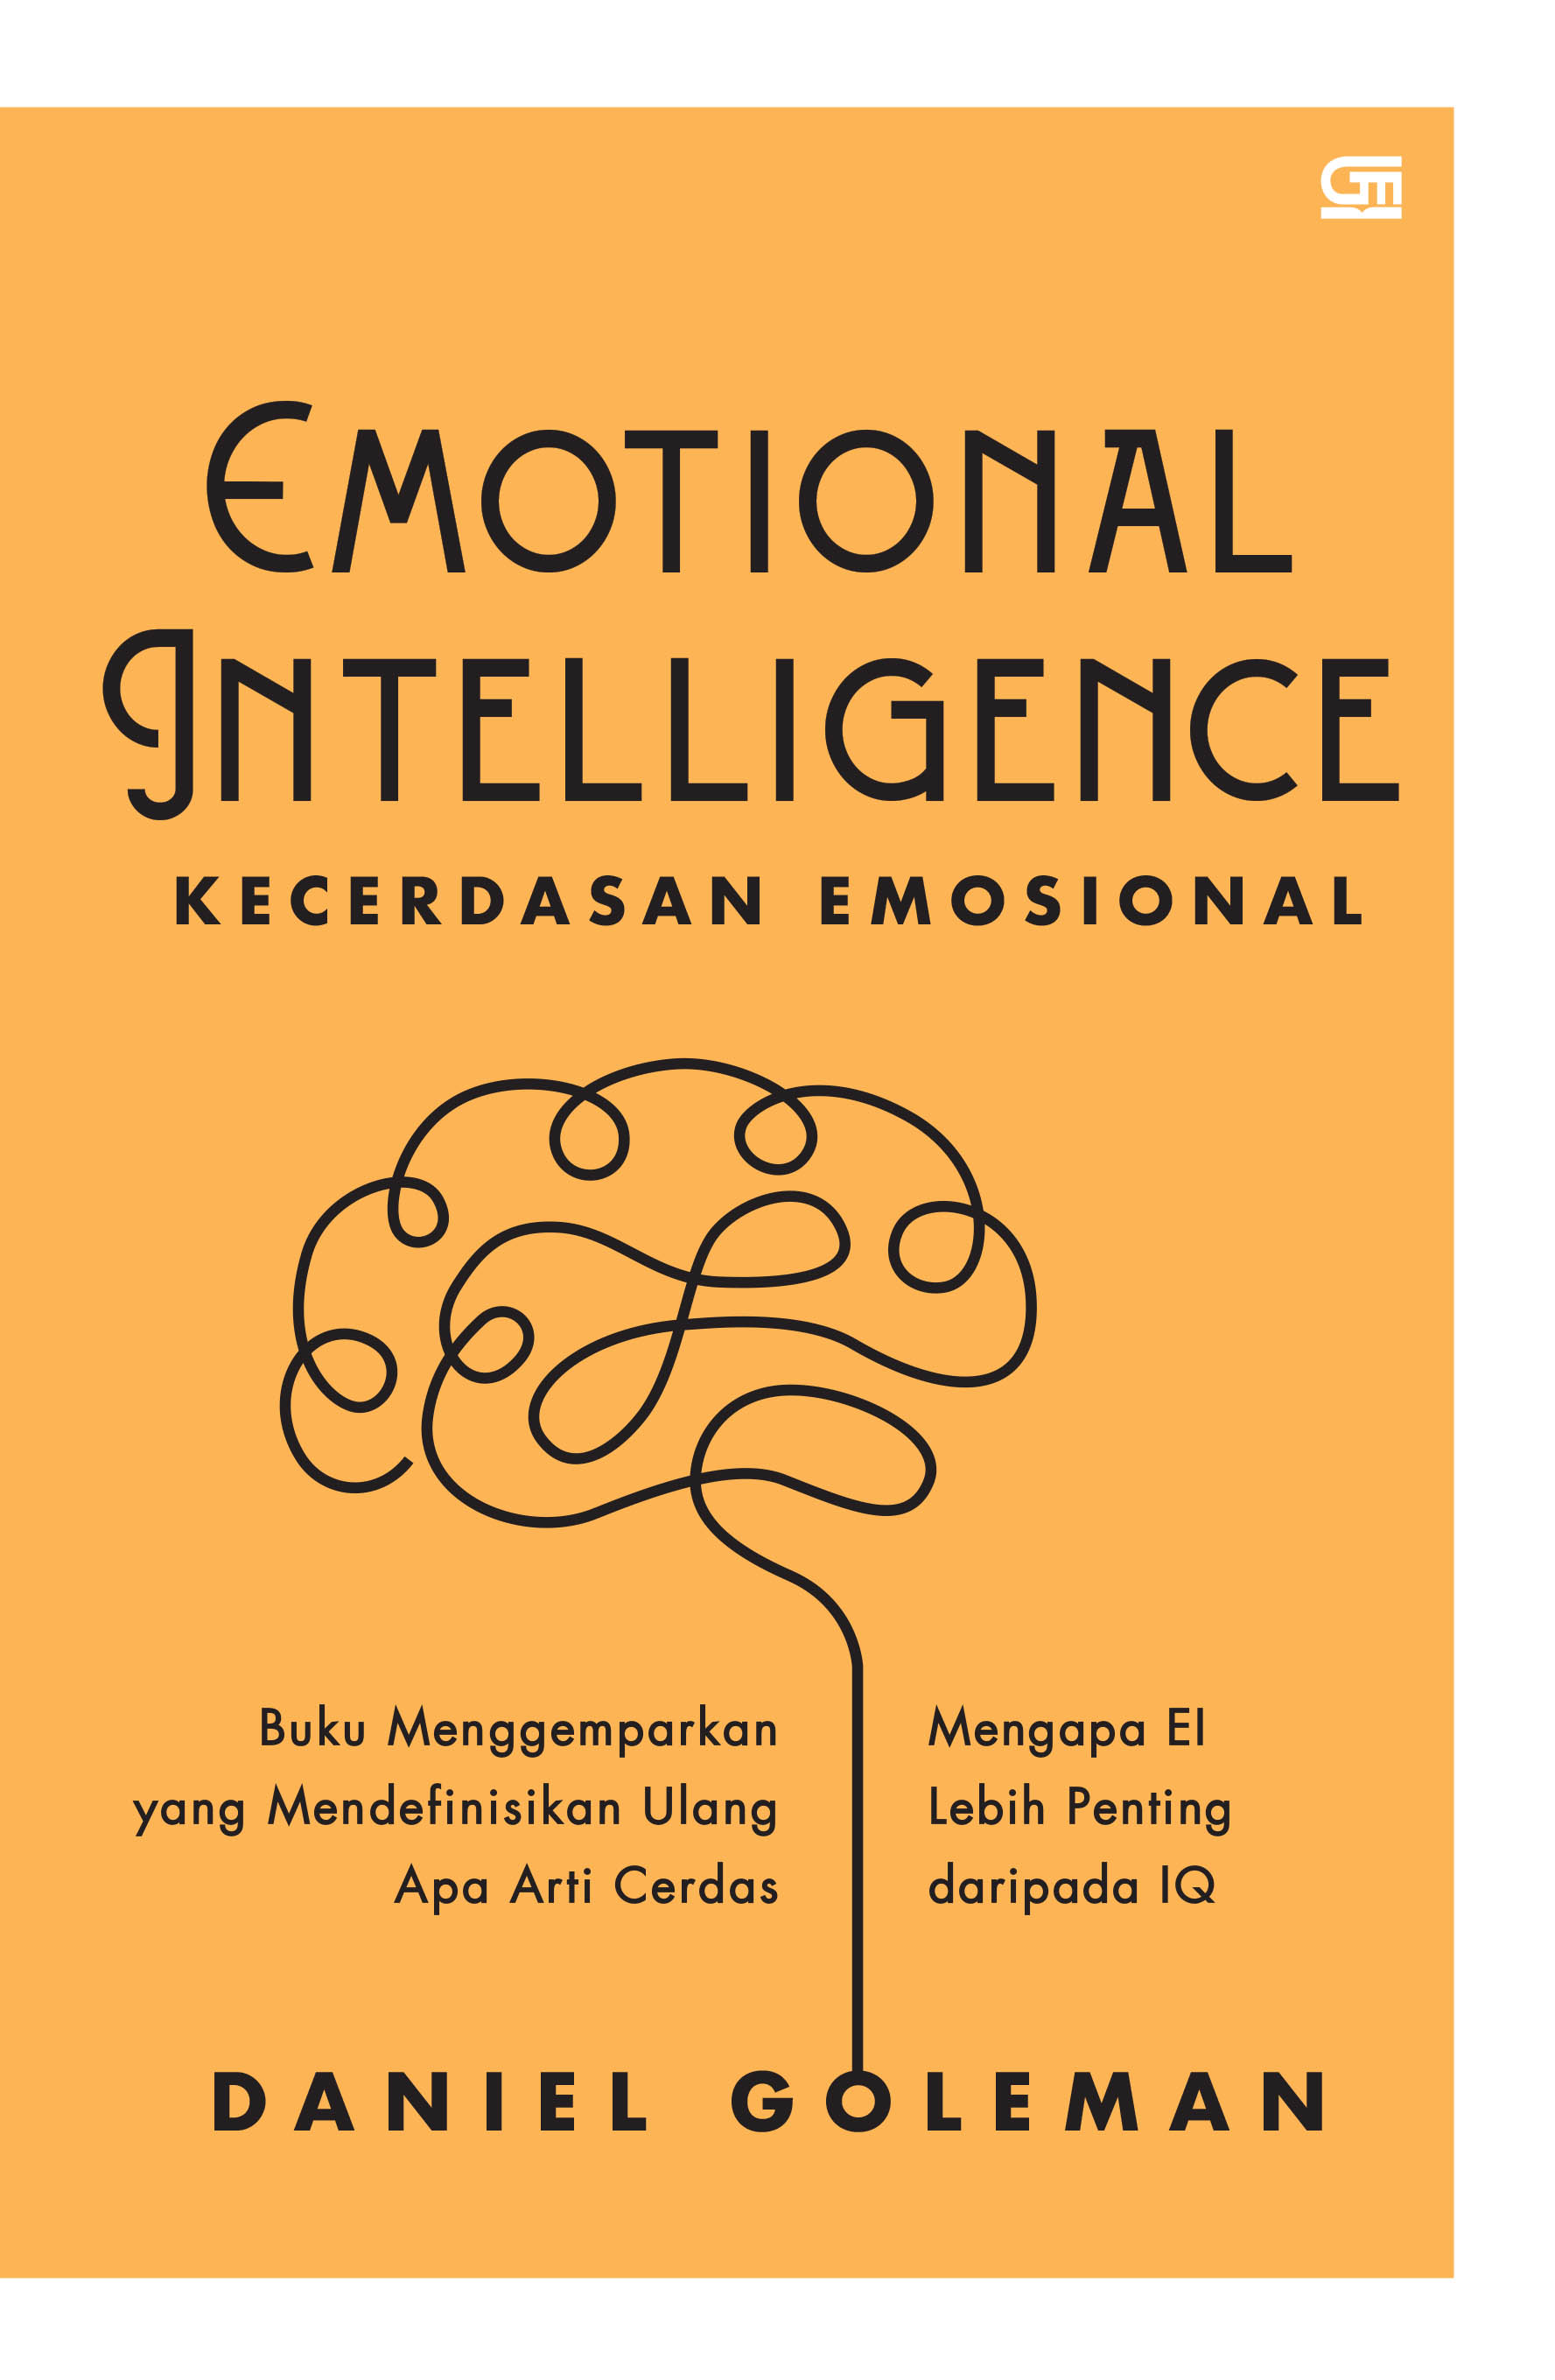 EMOTIONAL
INTELLIGENCE
KECERDASAN EMOSIONAL
Buku Menggemparkan
yang Mendefinisikan Ulang
Apa Arti Cerdas
Mengapa EI
Lebih Penting
daripada IQ
DANIEL GOLEMAN